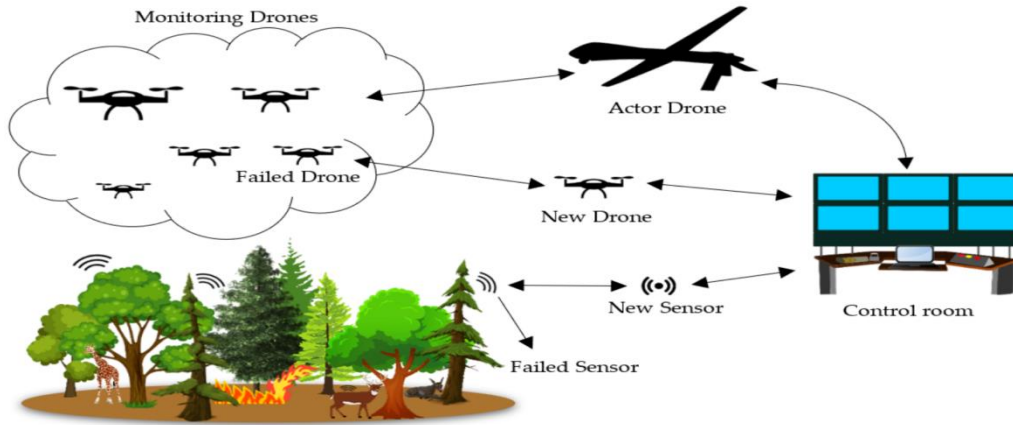 Monitoring Drones
Actor Drone
Failed Drone
New Drone
New Sensor
Control room
Failed Sensor